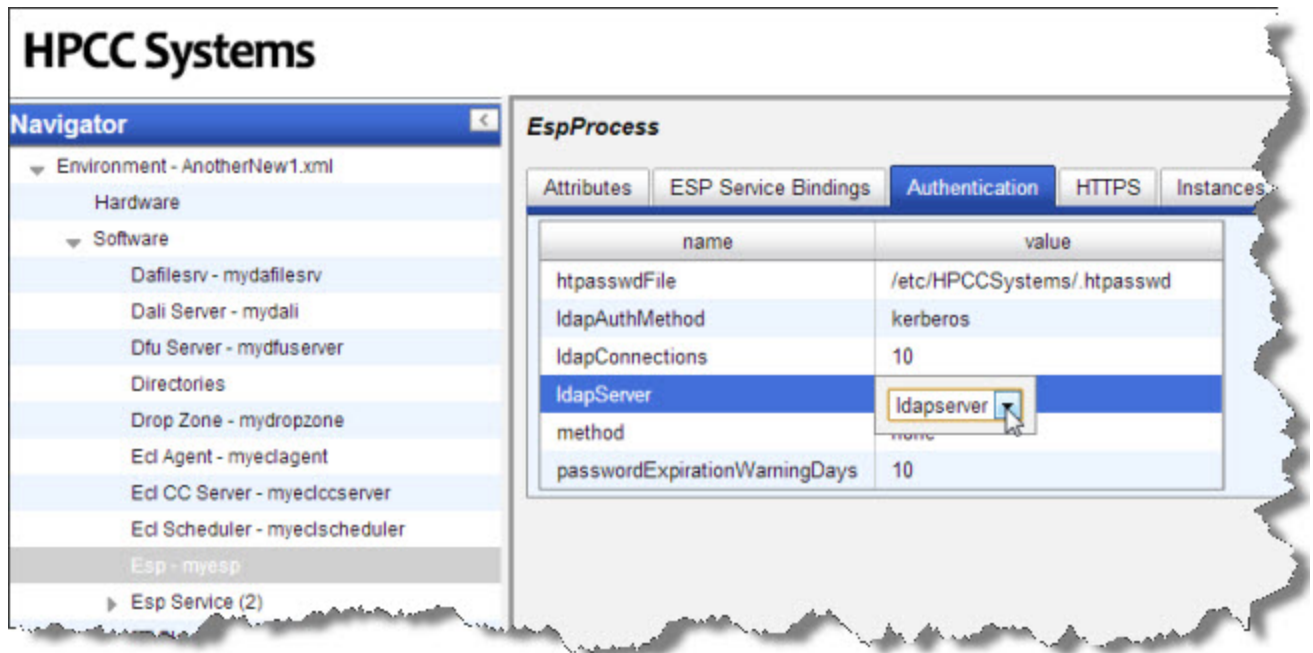 HPCC Systems
Navigator
Environment - AnotherNew1.xml
Hardware
Software
Dafilesrv - mydafilesrv
Dali Server - mydali
Dfu Server - mydfuserver
Directories
Drop Zone - mydropzone
Ecl Agent - myeclagent
Ecl CC Server - myeclccserver
Ecl Scheduler - myeclscheduler
Esp - myesp
Esp Service (2)
EspProcess
Attributes ESP Service Bindings Authentication HTTPS Instances
name value
htpasswdFile /etc/HPCCSystems/.htpasswd
ldapAuthMethod kerberos
ldapConnections 10
ldapServer ldapserver
method none
passwordExpirationWarningDays 10